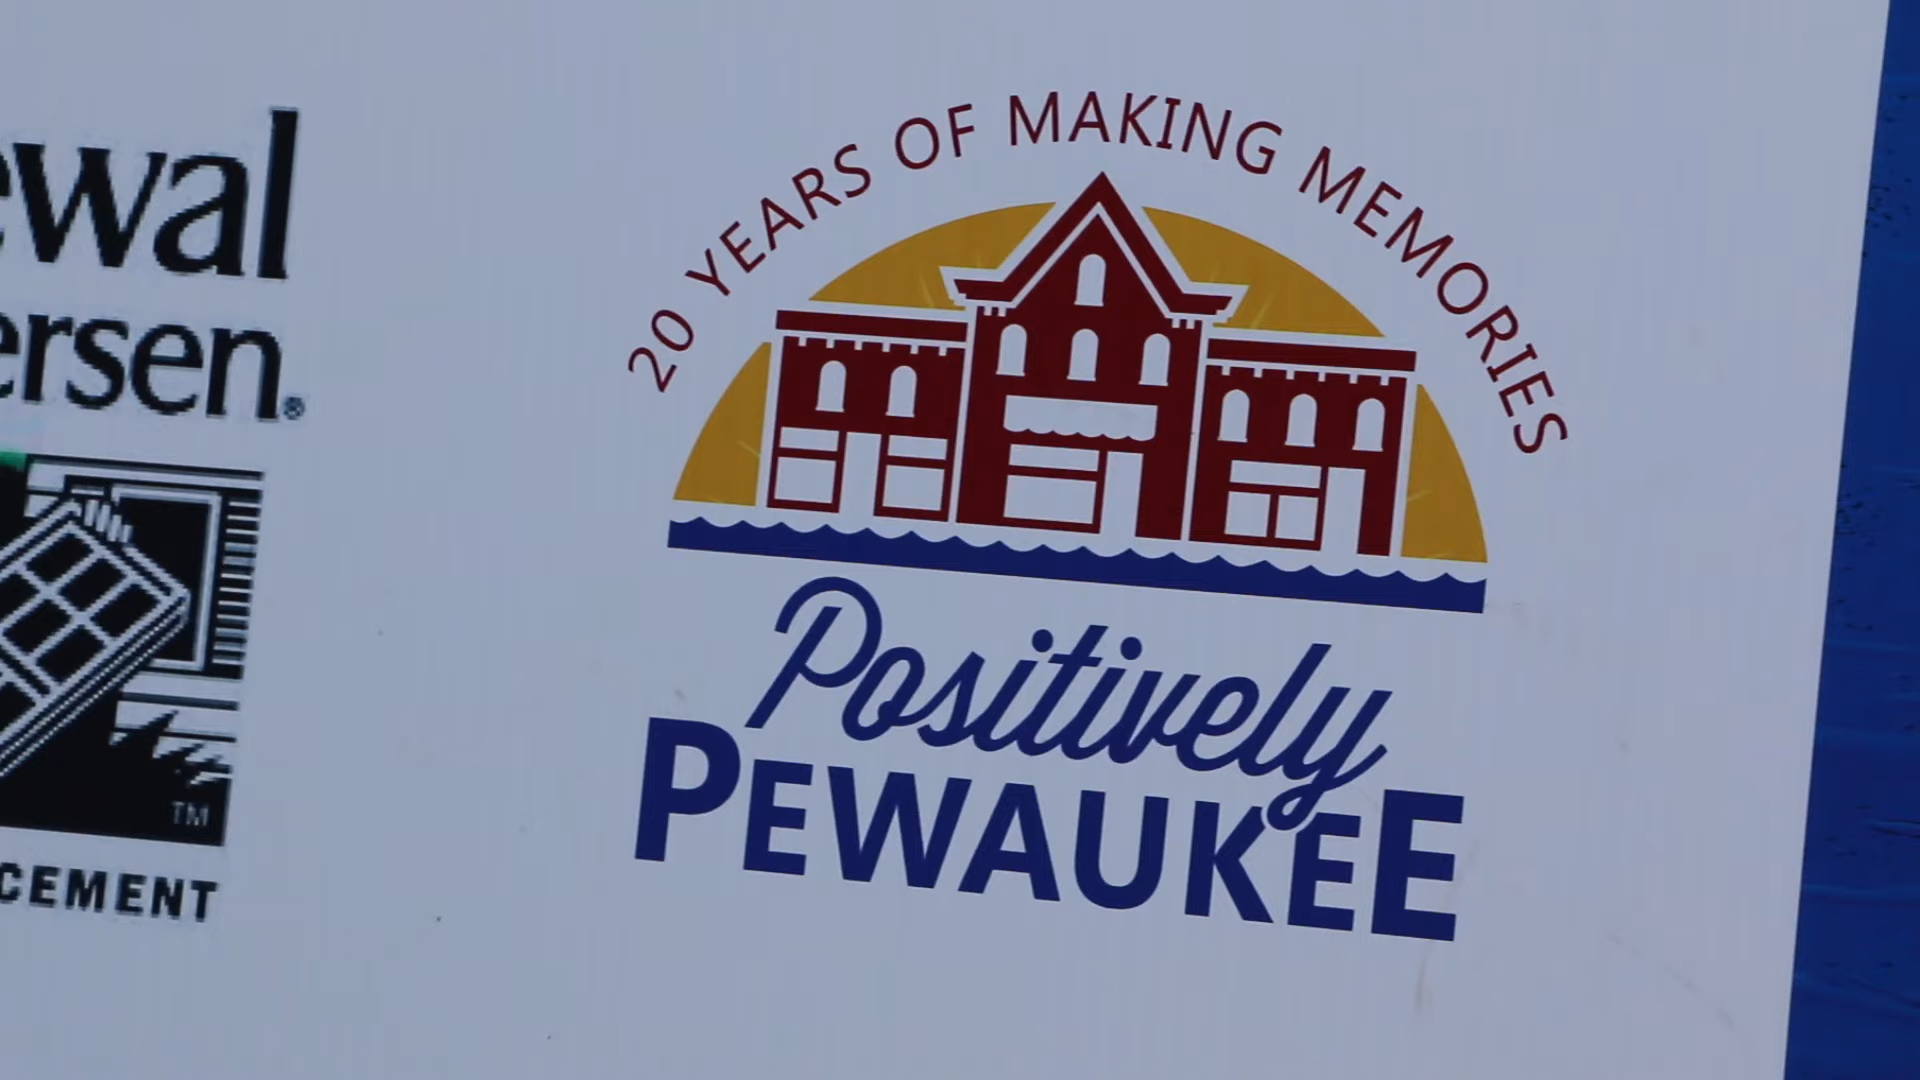 ewal
ersen®
TM
CEMENT
20 YEARS OF MAKING MEMORIES
Positively
PEWAUKEE